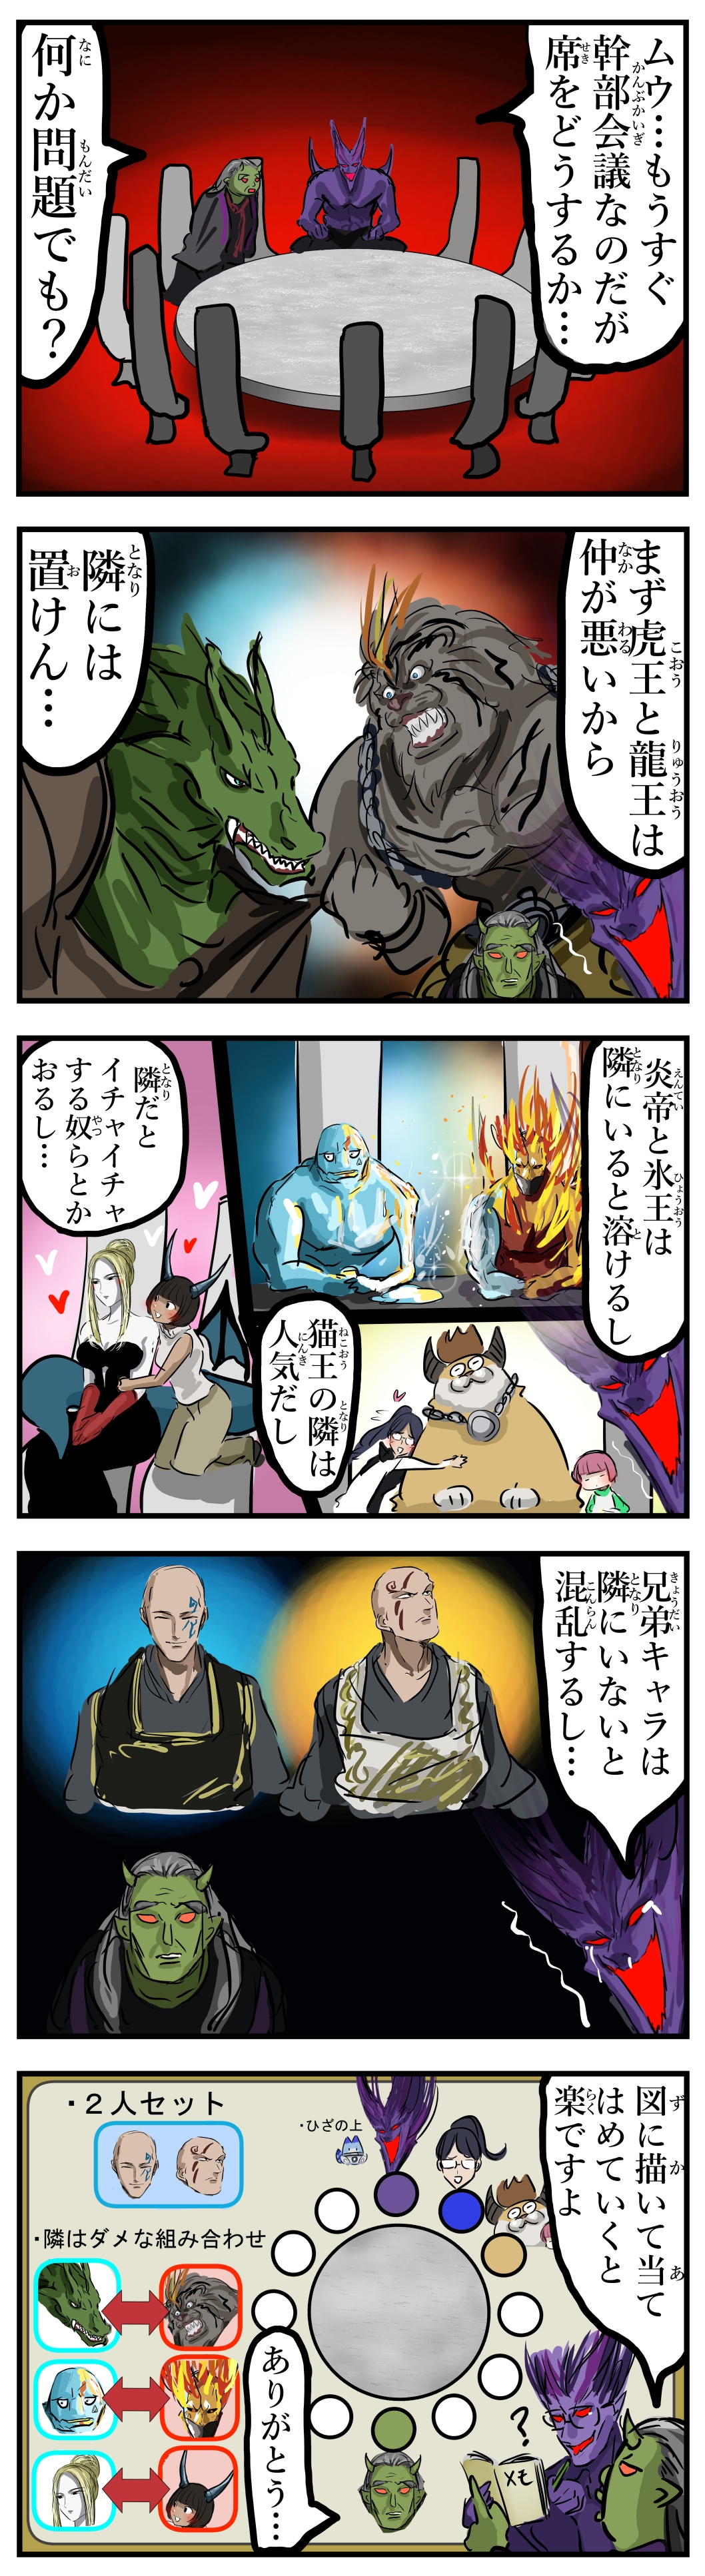 ムウ…もうすぐ
幹部会議なのだが
席をどうするか…
何か問題でも?
まず虎王と龍王は
仲が悪いから
隣には
置けん…
炎帝と氷王は
隣にいると溶けるし
猫王の隣は
人気だし
隣だと
イチャイチャ
する奴らとか
おるし…
兄弟キャラは
隣にいないと
混乱するし…
図に描いて当て
はめていくと
楽ですよ
・2人セット
・ひざの上
・隣はダメな組み合わせ
?
メモ
ありがとう…